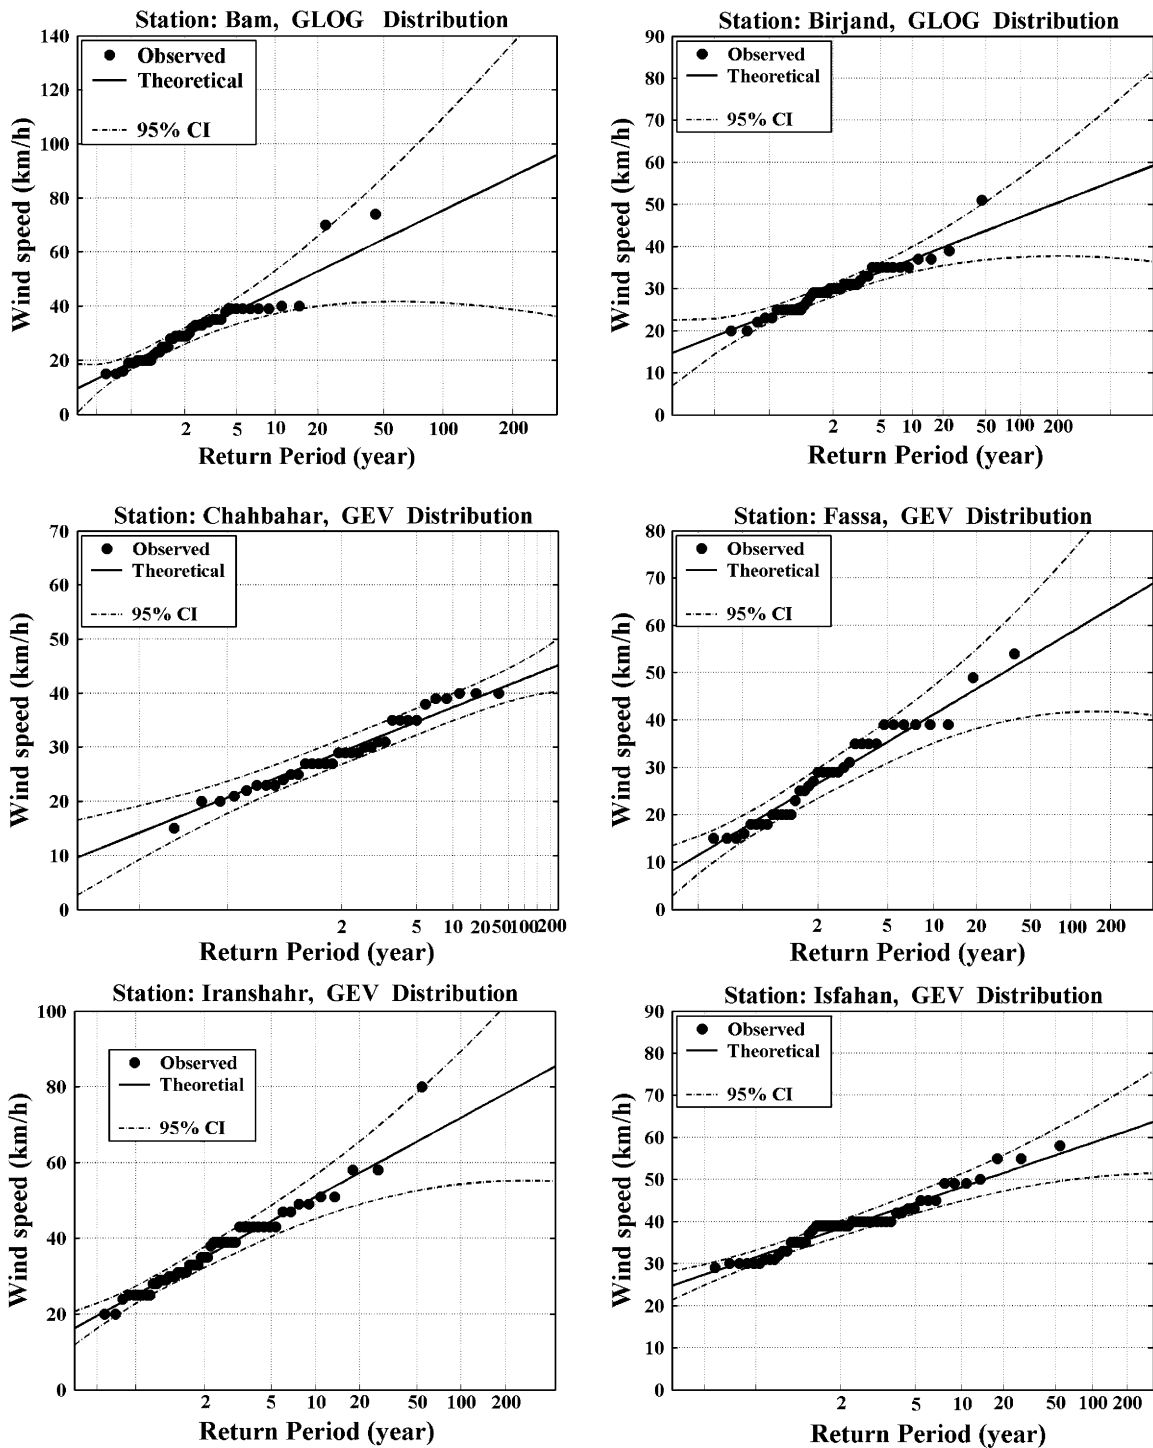 Station: Bam, GLOG Distribution
140
120
100
80
60
40
20
0
Wind speed (km/h)
Observed
Theoretical
95% CI
2 5 10 20 50 100 200
Return Period (year)
Station: Birjand, GLOG Distribution
90
80
70
60
50
40
30
20
10
0
Wind speed (km/h)
Observed
Theoretical
95% CI
2 5 10 20 50 100 200
Return Period (year)
Station: Chahbahar, GEV Distribution
70
60
50
40
30
20
10
0
Wind speed (km/h)
Observed
Theoretical
95% CI
2 5 10 20 50 100 200
Return Period (year)
Station: Fassa, GEV Distribution
80
70
60
50
40
30
20
10
0
Wind speed (km/h)
Observed
Theoretical
95% CI
2 5 10 20 50 100 200
Return Period (year)
Station: Iranshahr, GEV Distribution
100
80
60
40
20
0
Wind speed (km/h)
Observed
Theoretial
95% CI
2 5 10 20 50 100 200
Return Period (year)
Station: Isfahan, GEV Distribution
90
80
70
60
50
40
30
20
10
0
Wind speed (km/h)
Observed
Theoretical
95% CI
2 5 10 20 50 100 200
Return Period (year)